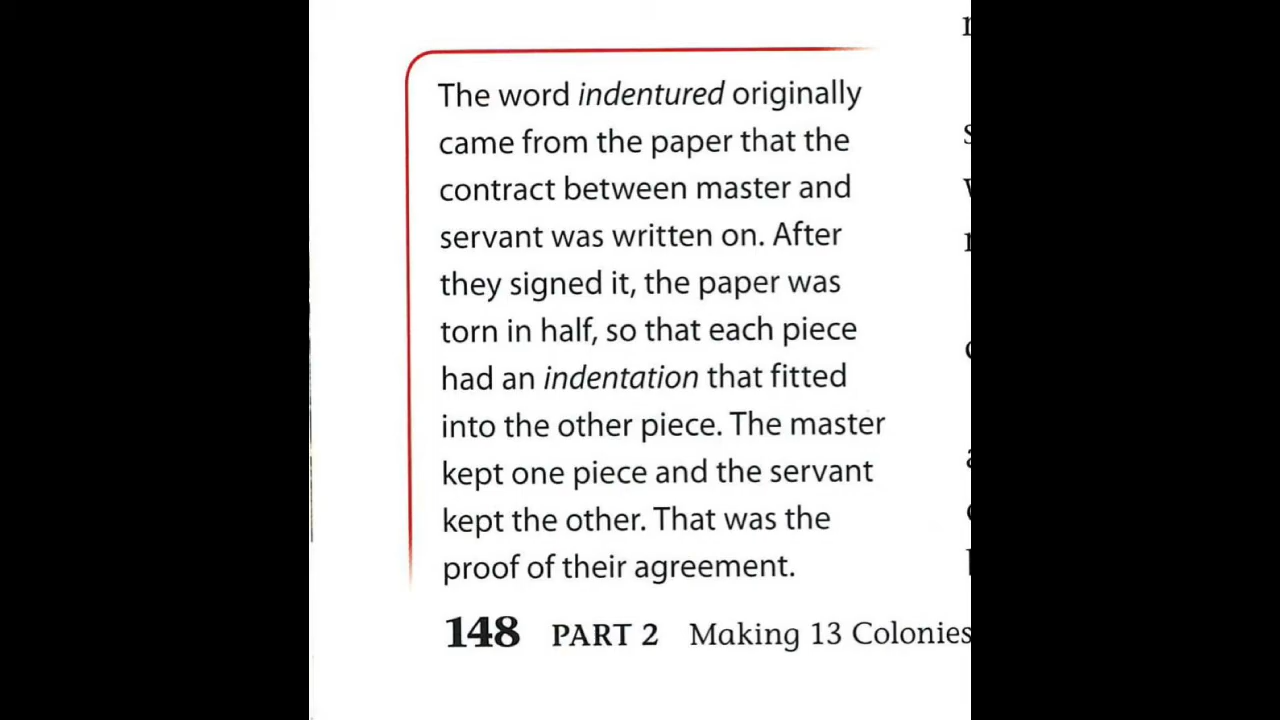 The word indentured originally
came from the paper that the
contract between master and
servant was written on. After
they signed it, the paper was
torn in half, so that each piece
had an indentation that fitted
into the other piece. The master
kept one piece and the servant
kept the other. That was the
proof of their agreement.
148 PART 2 Making 13 Colonies